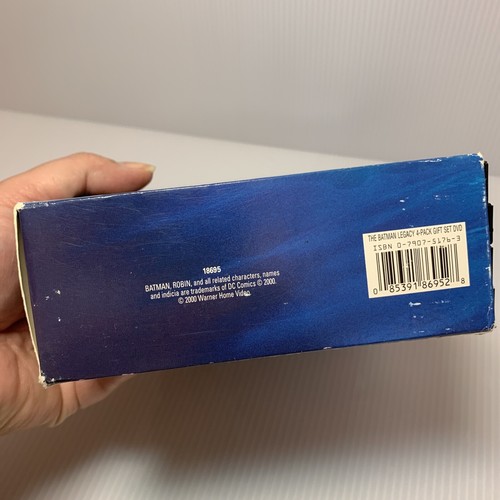 18695
BATMAN, ROBIN, and all related characters, names
and indicia are trademarks of DC Comics © 2000.
© 2000 Warner Home Video.
THE BATMAN LEGACY 4-PACK GIFT SET DVD
ISBN 0-7907-5176-3
0 85391 86952 8